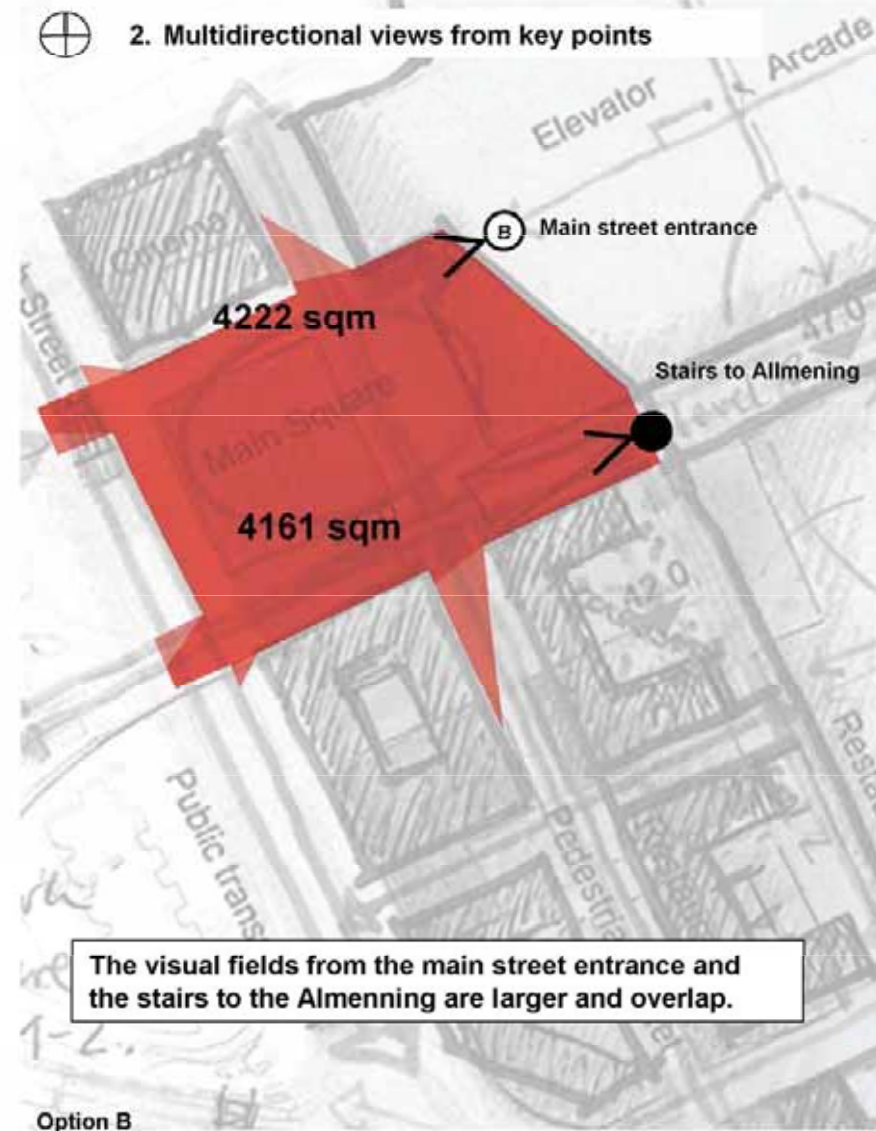 2. Multidirectional views from key points
Arcade
Elevator
B
Main street entrance
Cinema
4222 sqm
Street
47.0
Stairs to Allmening
Level
Main Square
4161 sqm
Public trans
Pedestria
The visual fields from the main street entrance and
the stairs to the Almenning are larger and overlap.
Option B